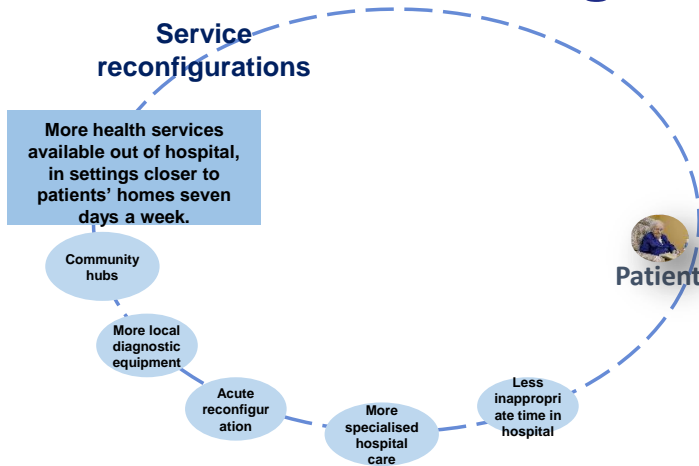 Service
reconfigurations
More health services
available out of hospital,
in settings closer to
patients’ homes seven
days a week.
Community
hubs
More local
diagnostic
equipment
Acute
reconfigur
ation
More
specialised
hospital
care
Less
inappropri
ate time in
hospital
Patient